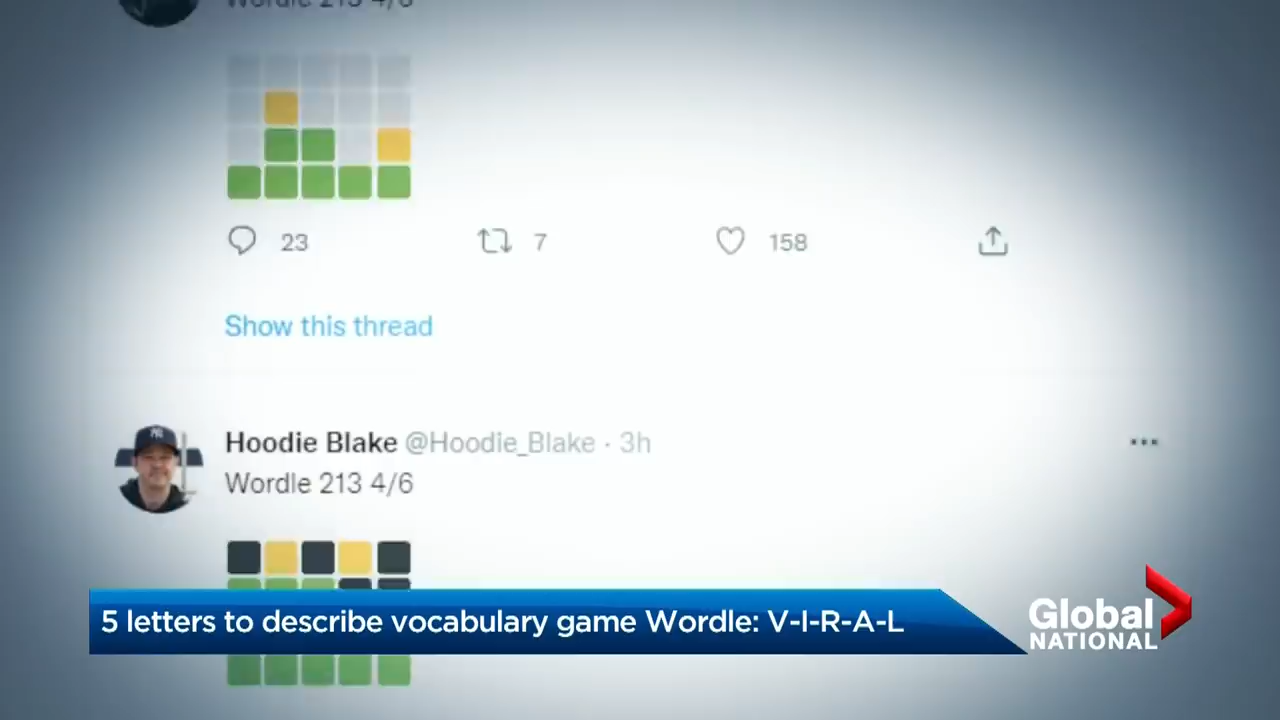 Wordle 213 4/6
23
7
158
Show this thread
Hoodie Blake @Hoodie_Blake · 3h
Wordle 213 4/6
5 letters to describe vocabulary game Wordle: V-I-R-A-L
Global
NATIONAL